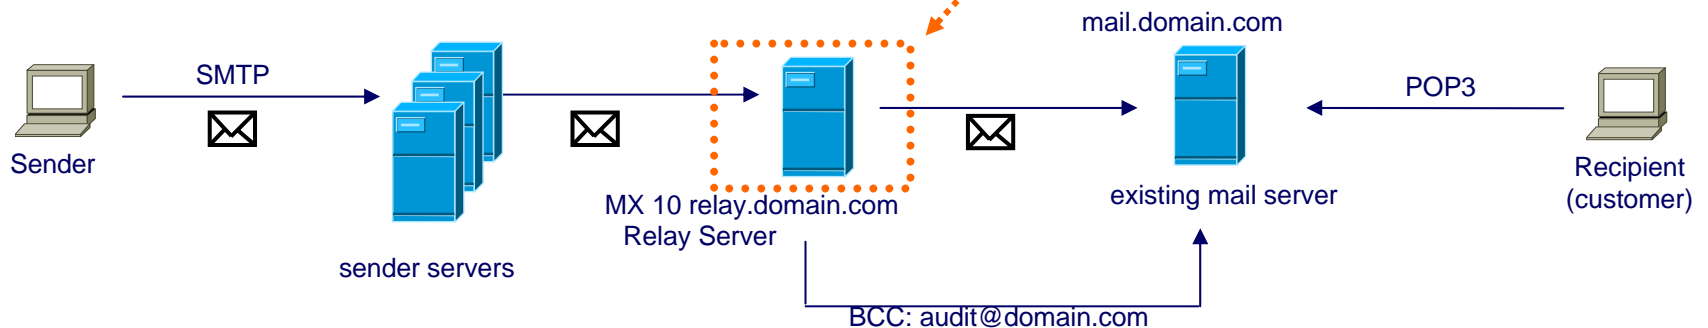 mail.domain.com
SMTP
POP3
Sender
MX 10 relay.domain.com
Relay Server
existing mail server
Recipient
(customer)
sender servers
BCC: audit@domain.com